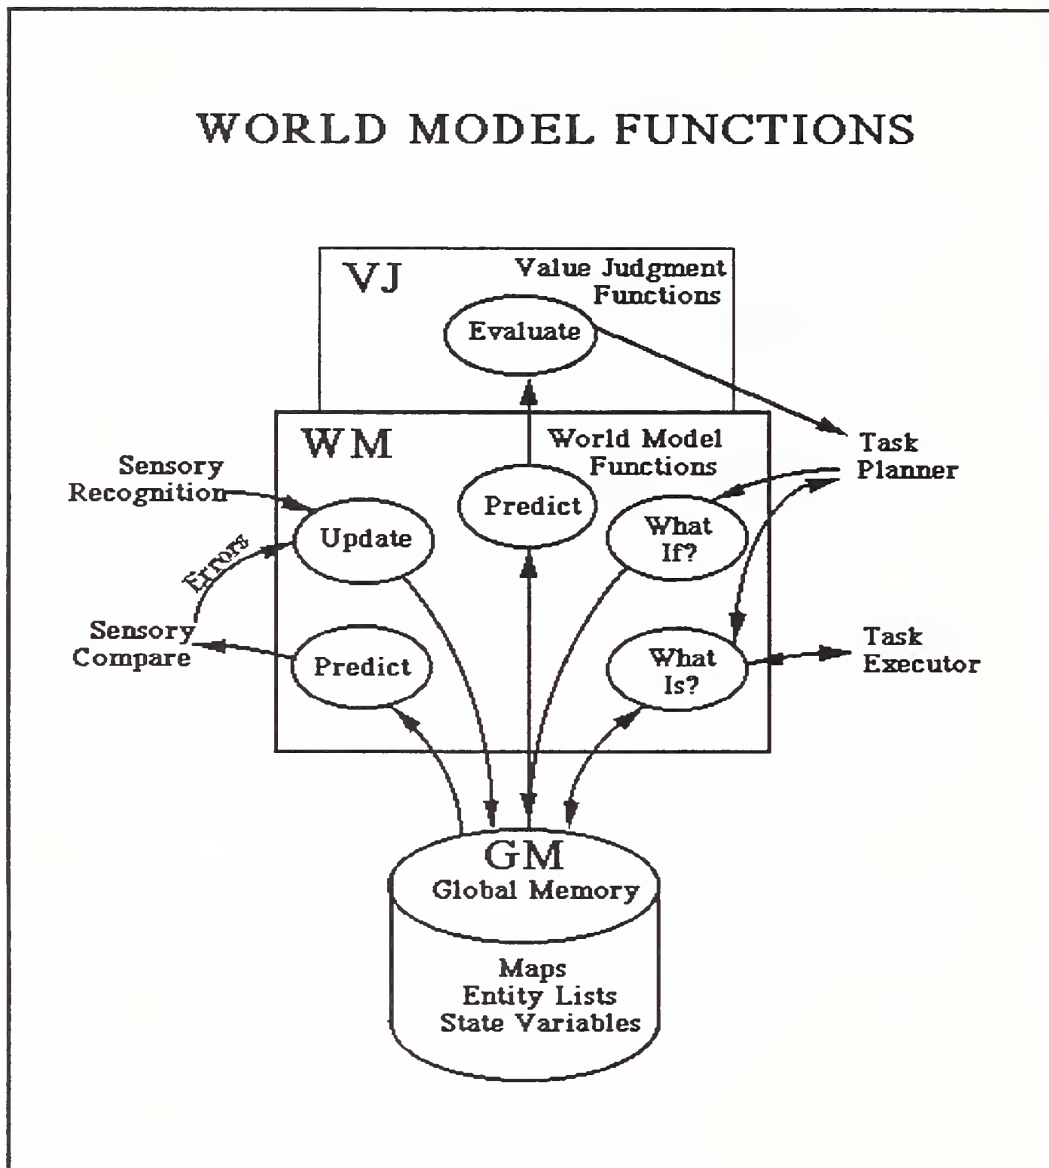 WORLD MODEL FUNCTIONS
VJ
Value Judgment
Functions
Evaluate
WM
World Model
Functions
Task
Planner
Sensory
Recognition
Predict
What
If?
Update
Errors
Sensory
Compare
Predict
What
Is?
Task
Executor
GM
Global Memory
Maps
Entity Lists
State Variables